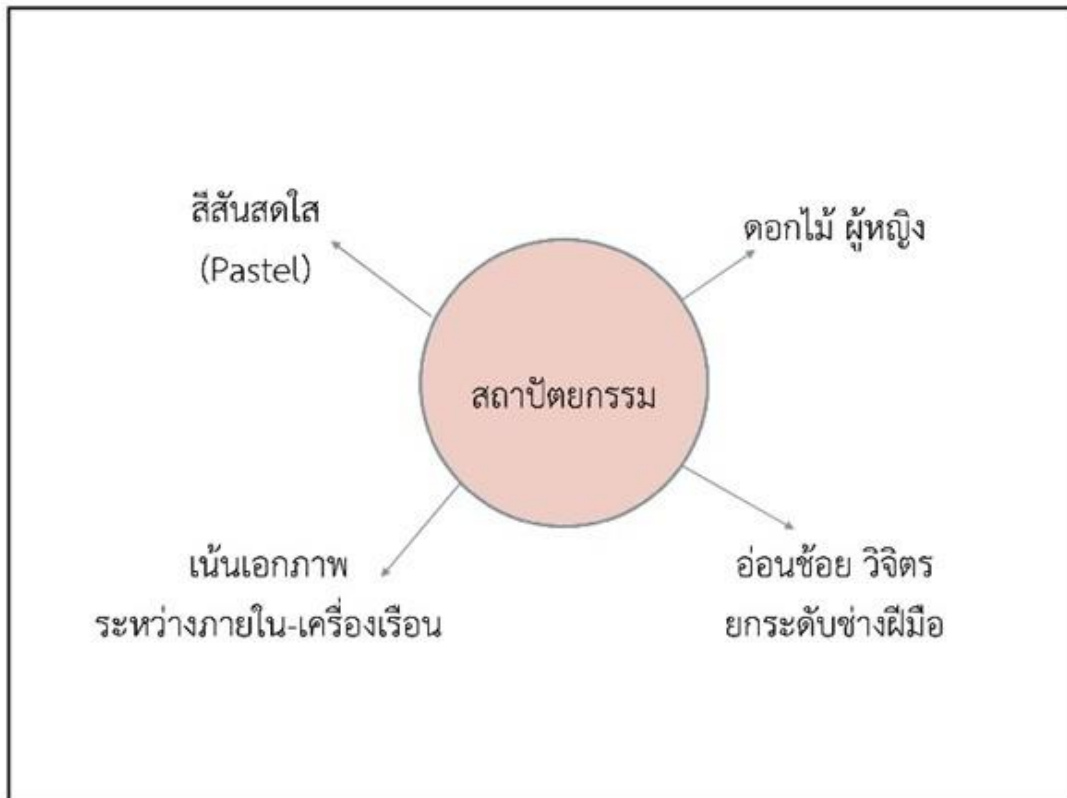 สีสันสดใส
(Pastel)
ดอกไม้ ผู้หญิง
สถาปัตยกรรม
เน้นเอกภาพ
ระหว่างภายใน-เครื่องเรือน
อ่อนช้อย วิจิตร
ยกระดับช่างฝีมือ